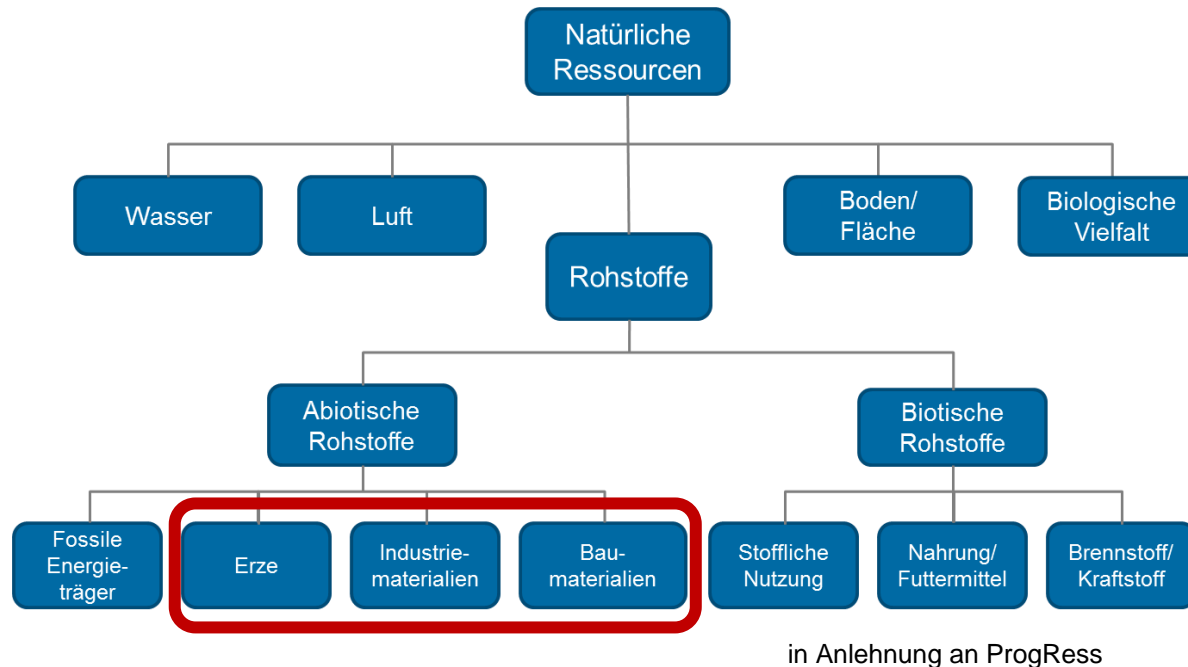 Natürliche
Ressourcen
Wasser
Luft
Boden/
Fläche
Biologische
Vielfalt
Rohstoffe
Abiotische
Rohstoffe
Biotische
Rohstoffe
Fossile
Energie-
träger
Erze
Industrie-
materialien
Bau-
materialien
Stoffliche
Nutzung
Nahrung/
Futtermittel
Brennstoff/
Kraftstoff
in Anlehnung an ProgRess